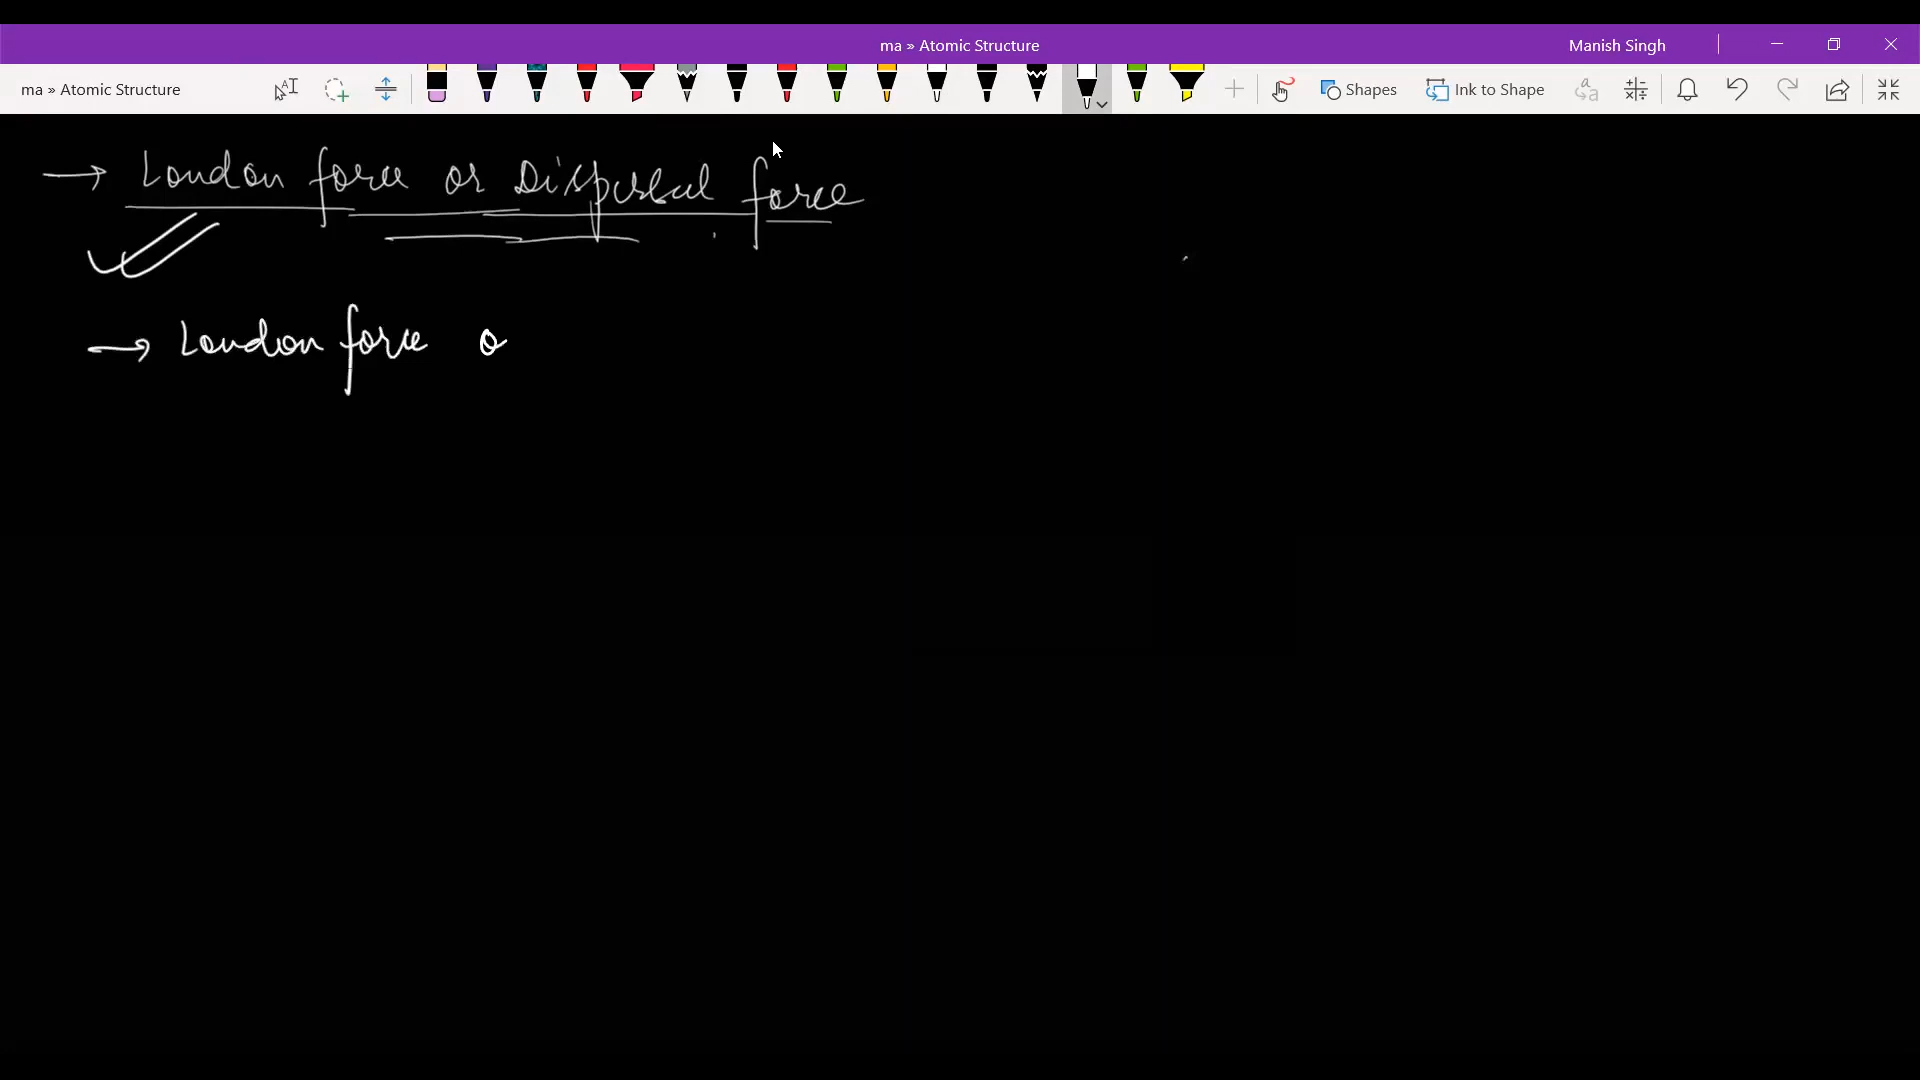 ma » Atomic Structure
Manish Singh
ma » Atomic Structure
Shapes
Ink to Shape
→ London force or Dispersal force
→ London force o